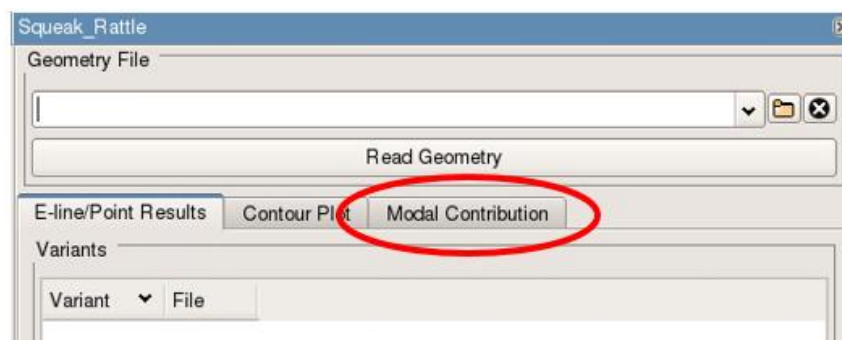 Squeak_Rattle
Geometry File
Read Geometry
E-line/Point Results Contour Plot Modal Contribution
Variants
Variant File